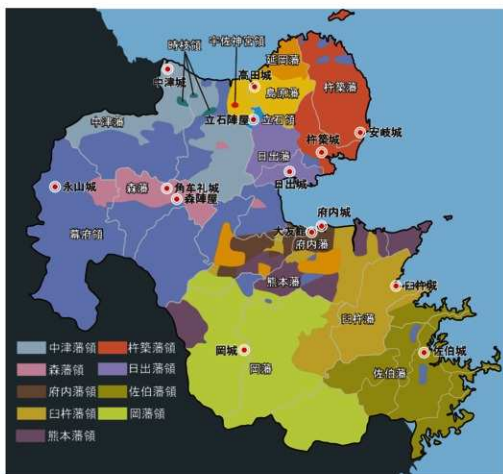 時枝領
宇佐神宮領
延岡藩
中津城
高田城
島原藩
杵築藩
中津藩
立石陣屋
立石領
安岐城
杵築城
日出藩
日出城
森藩
角牟礼城
森陣屋
永山城
幕府領
府内城
大友館
府内藩
熊本藩
臼杵城
臼杵藩
岡城
岡藩
佐伯城
佐伯藩
中津藩領
杵築藩領
森藩領
日出藩領
府内藩領
佐伯藩領
臼杵藩領
岡藩領
熊本藩領